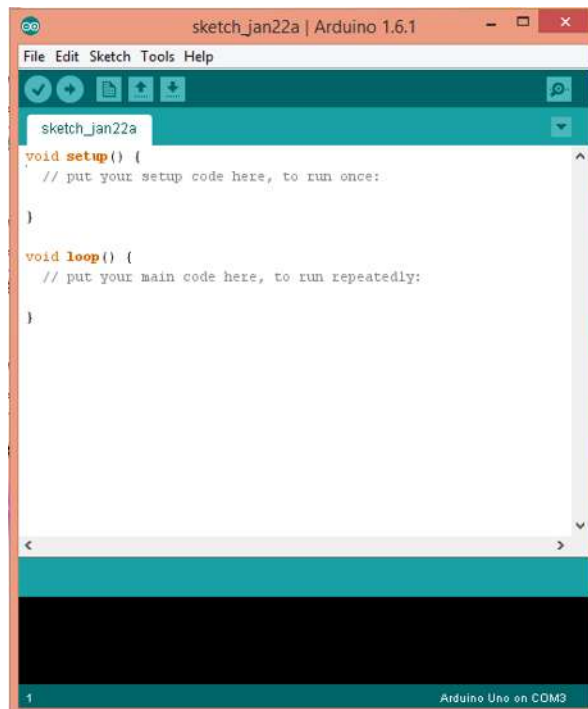 sketch_jan22a | Arduino 1.6.1
File Edit Sketch Tools Help
sketch_jan22a
void setup() {
  // put your setup code here, to run once:
}
void loop() {
  // put your main code here, to run repeatedly:
}
1
Arduino Uno on COM3